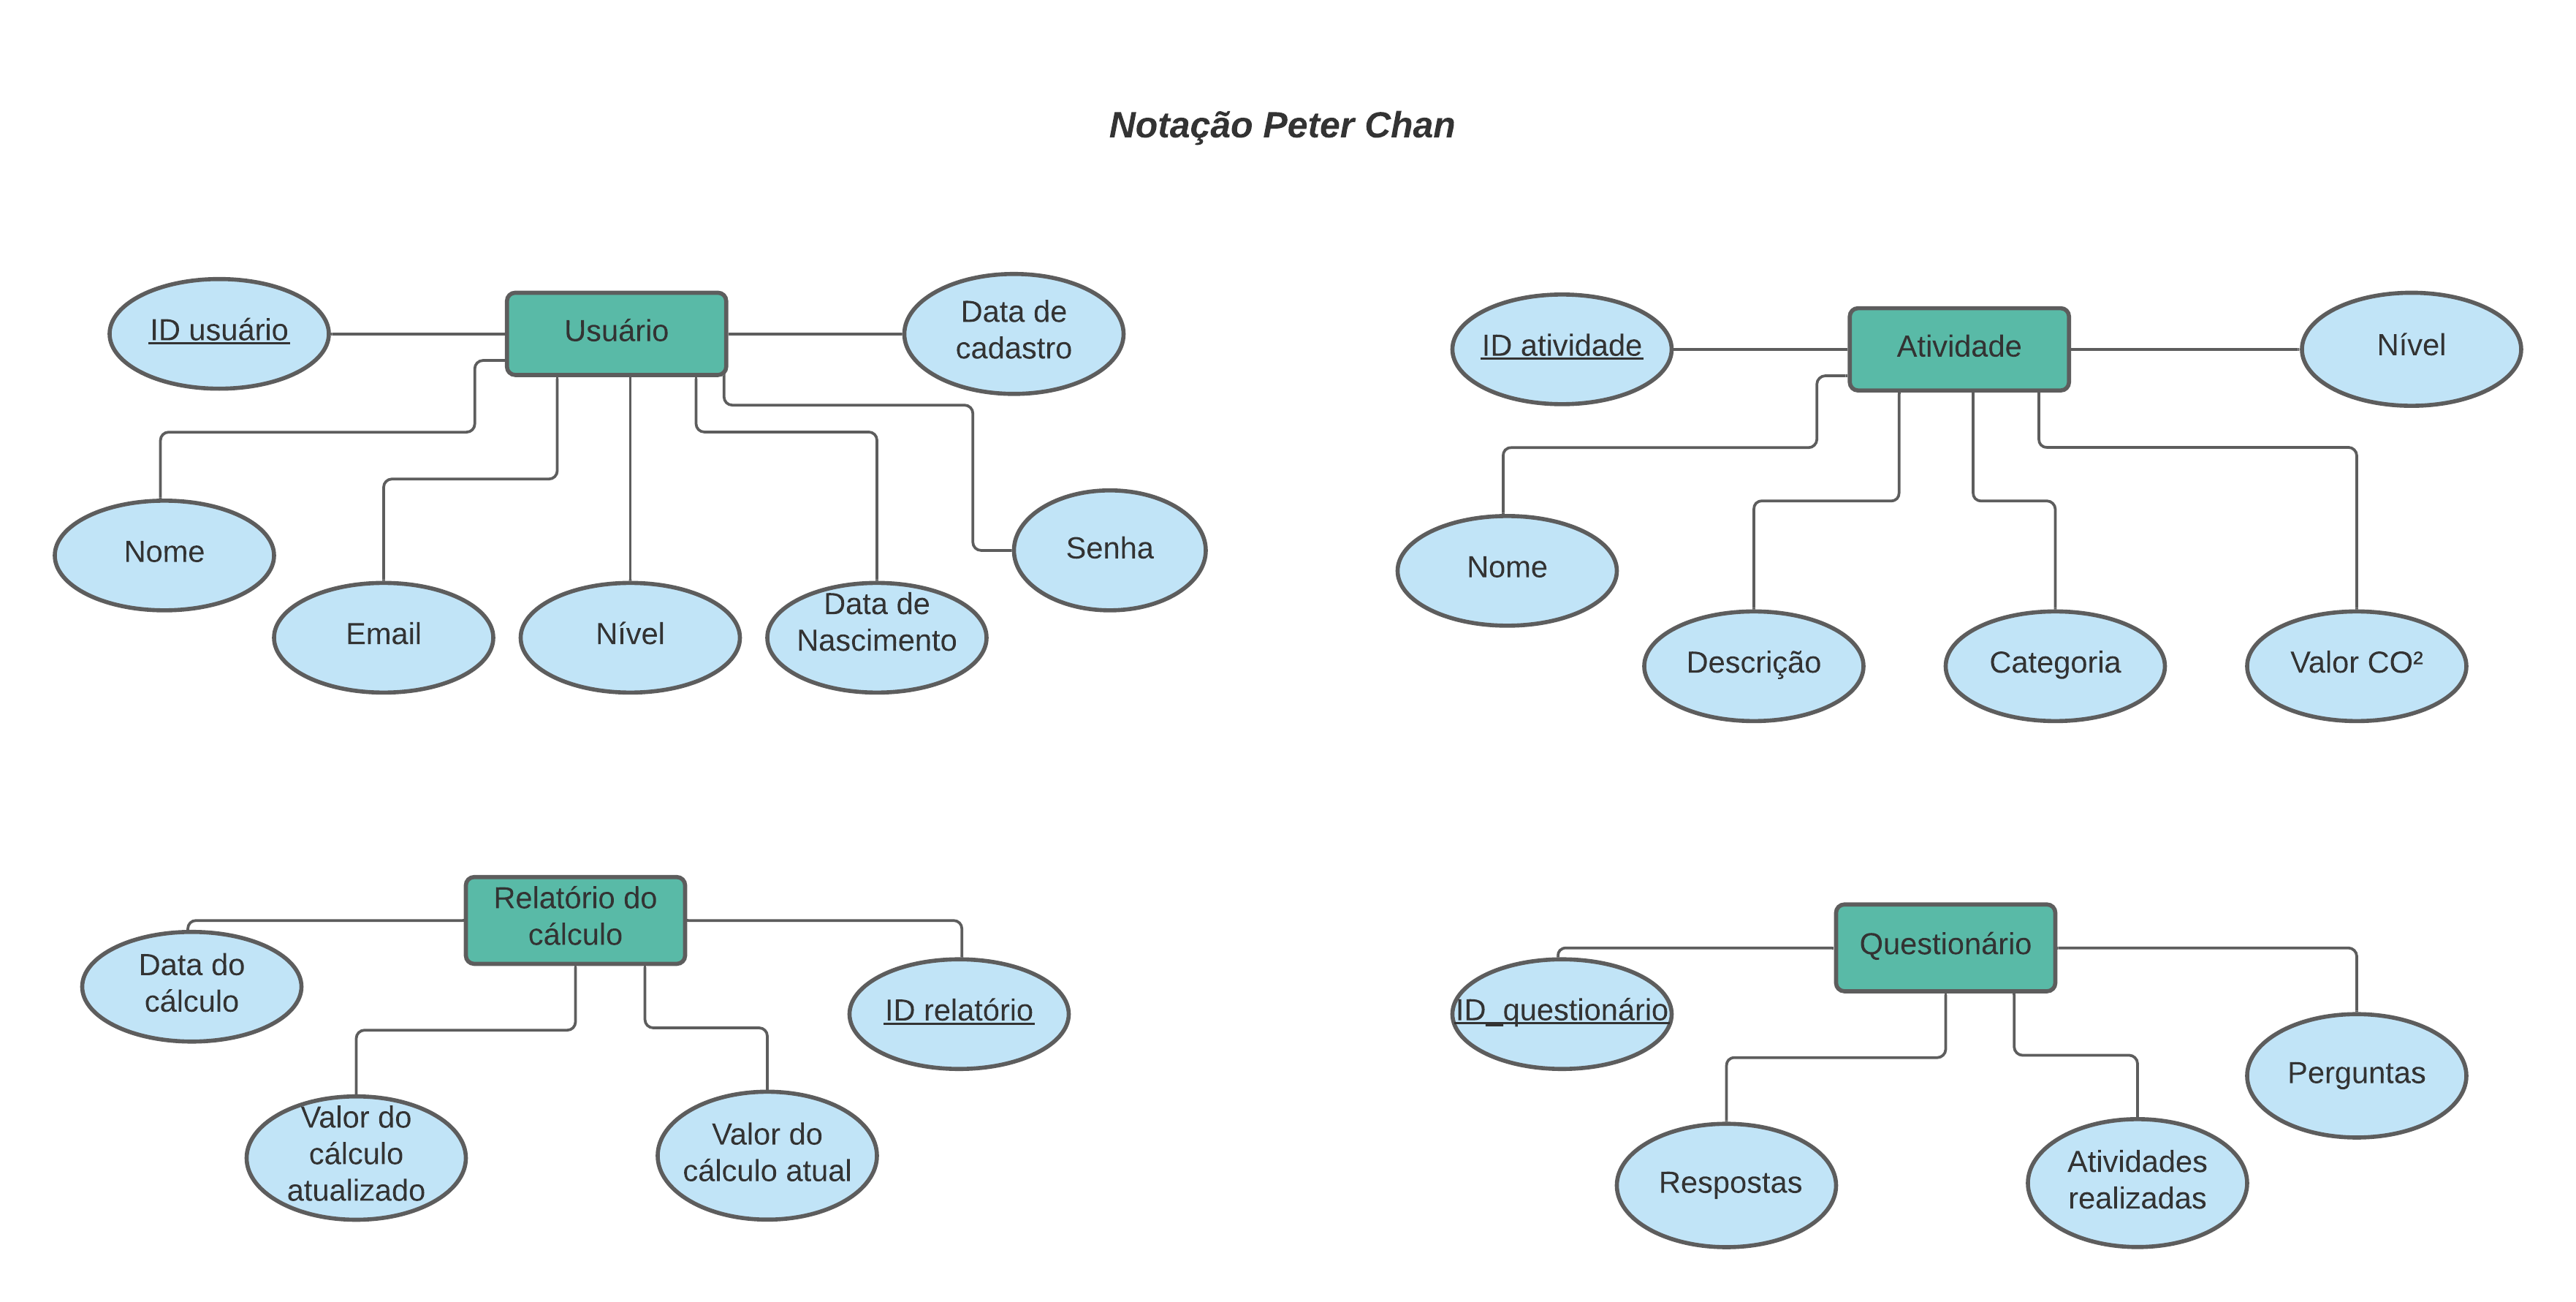 Notação Peter Chan
ID usuário
Usuário
Data de
cadastro
Nome
Email
Nível
Data de
Nascimento
Senha
ID atividade
Atividade
Nível
Nome
Descrição
Categoria
Valor CO²
Relatório do
cálculo
Data do
cálculo
Valor do
cálculo
atualizado
Valor do
cálculo atual
ID relatório
Questionário
ID_questionário
Respostas
Atividades
realizadas
Perguntas